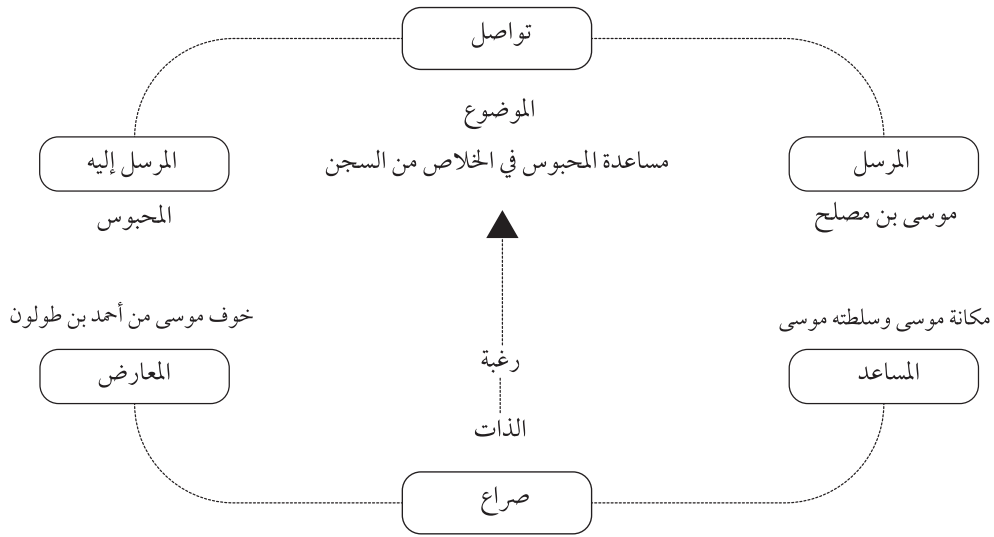 تواصل
الموضوع
المرسل
مساعدة المحبوس في الخلاص من السجن
المرسل إليه
موسى بن مصلح
المحبوس
مكانة موسى وسلطته موسى
خوف موسى من أحمد بن طولون
المساعد
رغبة
المعارض
الذات
صراع